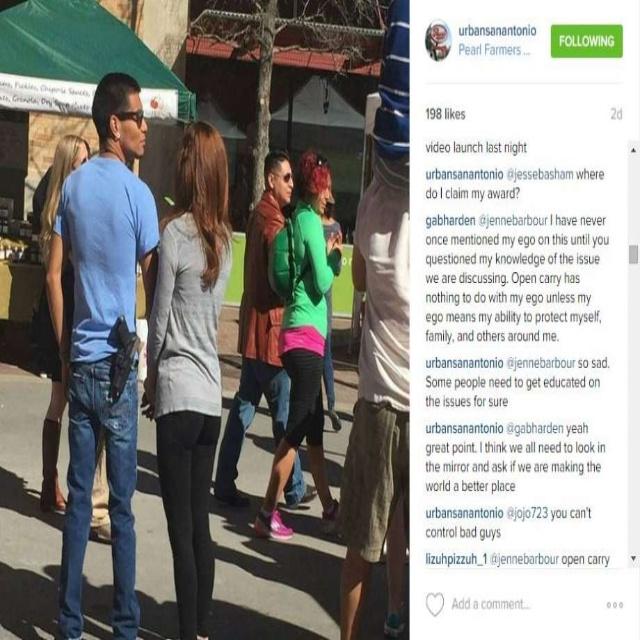 ms, Pickles, Chipotle Sauces,
urbansanantonio
Pearl Farmers ...
FOLLOWING
198 likes
2d
video launch last night
urbansanantonio @jessebasham where
do I claim my award?
gabharden @jennebarbour I have never
once mentioned my ego on this until you
questioned my knowledge of the issue
we are discussing. Open carry has
nothing to do with my ego unless my
ego means my ability to protect myself,
family, and others around me.
urbansanantonio @jennebarbour so sad.
Some people need to get educated on
the issues for sure
urbansanantonio @gabharden yeah
great point. I think we all need to look in
the mirror and ask if we are making the
world a better place
urbansanantonio @jojo723 you can't
control bad guys
lizuhpizzuh_1 @jennebarbour open carry
Add a comment...